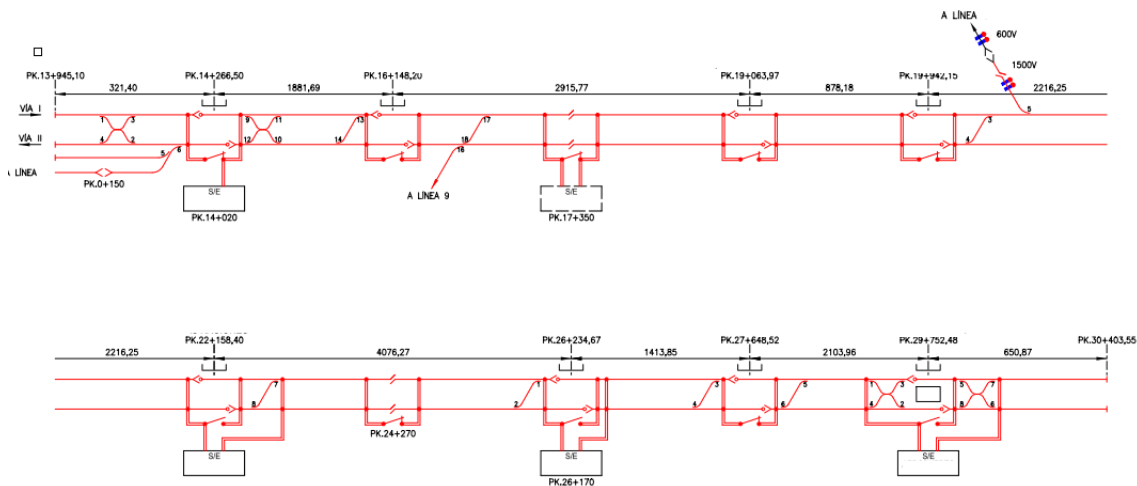 A LÍNEA
600V
1500V
PK.13+945,10
PK.14+266,50
PK.16+148,20
PK.19+063,97
PK.19+942,15
321,40
1881,69
2915,77
878,18
2216,25
VÍA I
1
3
9
11
13
17
5
VÍA II
4
2
12
10
14
18
4
3
5
6
16
LÍNEA
PK.0+150
A LÍNEA 9
S/E
S/E
PK.14+020
PK.17+350
PK.22+158,40
PK.26+234,67
PK.27+648,52
PK.29+752,48
PK.30+403,55
2216,25
4076,27
1413,85
2103,96
650,87
7
1
3
5
1
3
5
7
8
2
4
6
4
2
8
6
PK.24+270
S/E
S/E
S/E
PK.26+170